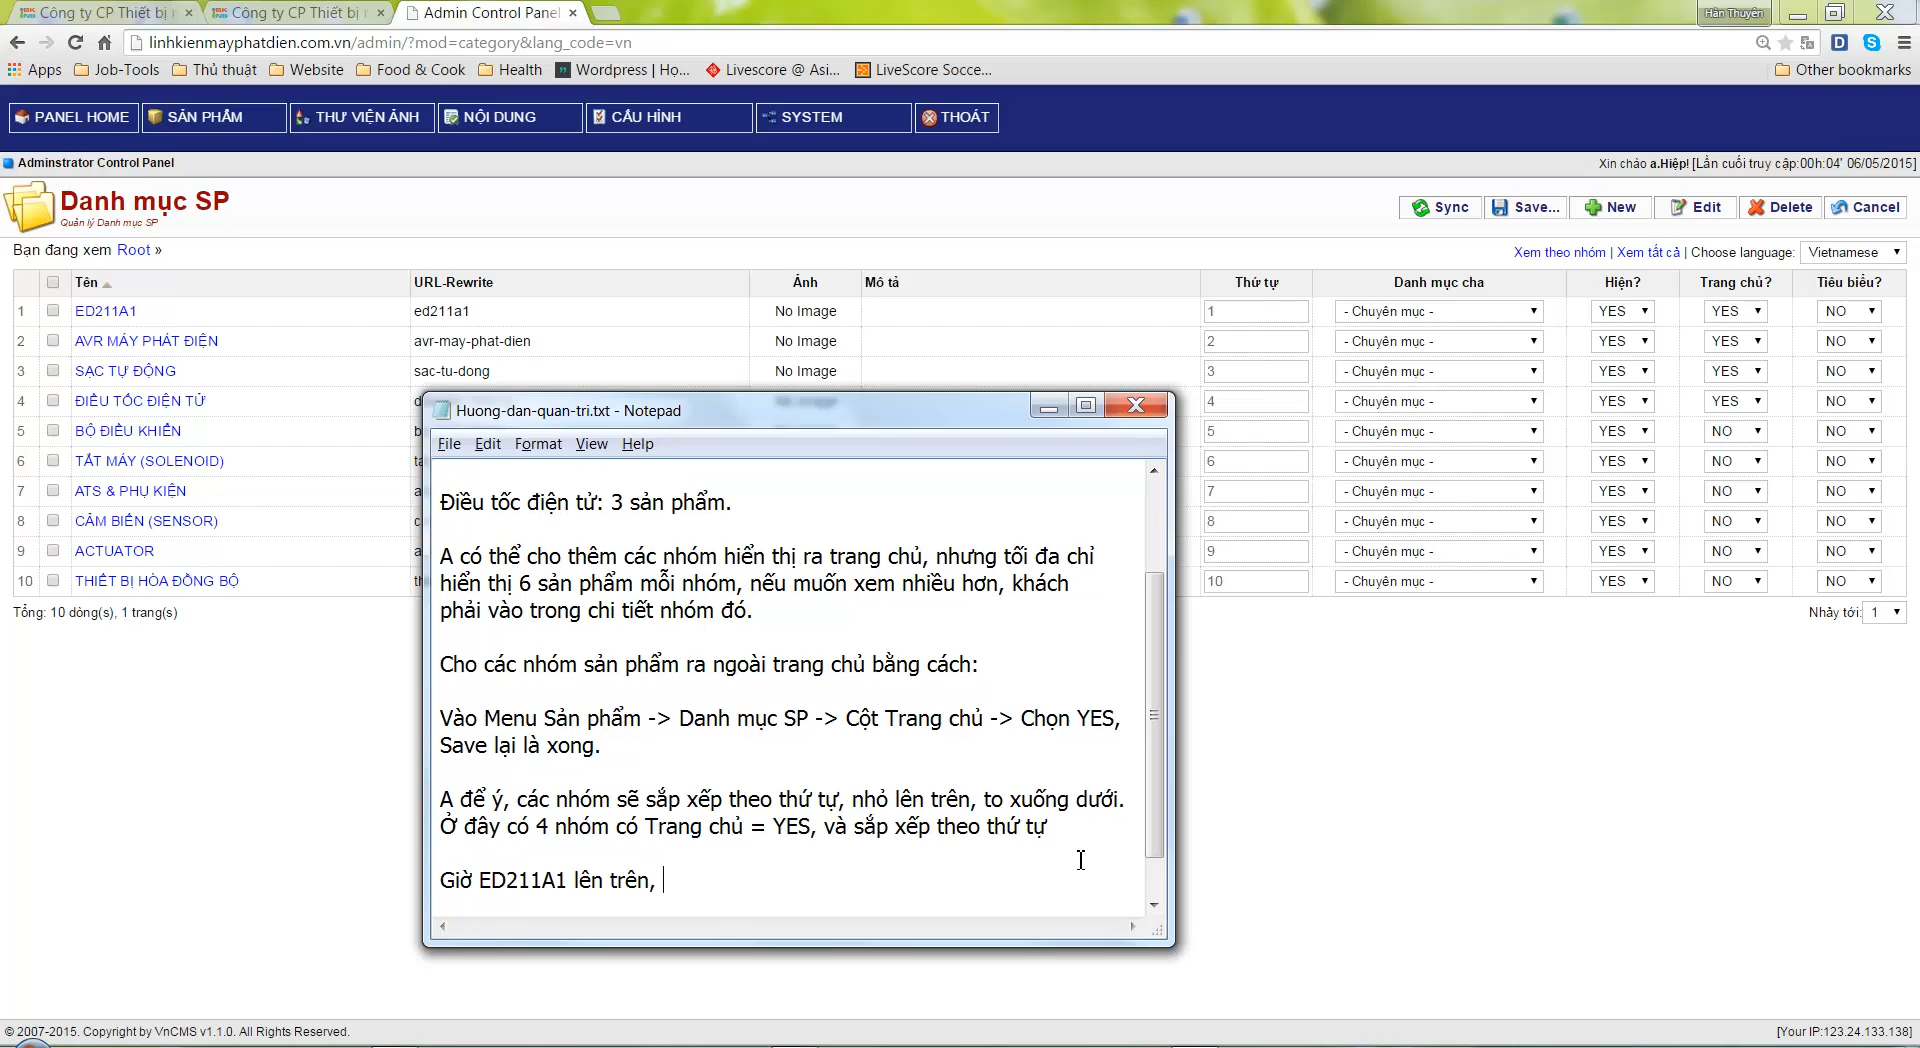 Công ty CP Thiết bị
Công ty CP Thiết bị
Admin Control Panel
Hàn Thuyên
linhkienmayphatdien.com.vn/admin/?mod=category&lang_code=vn
Apps Job-Tools Thủ thuật Website Food & Cook Health Wordpress | Họ... Livescore @ Asi... LiveScore Socce... Other bookmarks
PANEL HOME SẢN PHẨM THƯ VIỆN ẢNH NỘI DUNG CẤU HÌNH SYSTEM THOÁT
Adminstrator Control Panel
Xin chào a.Hiệp! [Lần cuối truy cập:00h:04' 06/05/2015]
Danh mục SP
Quản lý Danh mục SP
Sync Save... New Edit Delete Cancel
Bạn đang xem Root »
Xem theo nhóm | Xem tất cả | Choose language: Vietnamese
Tên URL-Rewrite Ảnh Mô tả Thứ tự Danh mục cha Hiện? Trang chủ? Tiêu biểu?
1 ED211A1 ed211a1 No Image 1 - Chuyên mục - YES YES NO
2 AVR MÁY PHÁT ĐIỆN avr-may-phat-dien No Image 2 - Chuyên mục - YES YES NO
3 SẠC TỰ ĐỘNG sac-tu-dong No Image 3 - Chuyên mục - YES YES NO
4 ĐIỀU TỐC ĐIỆN TỬ 4 - Chuyên mục - YES YES NO
5 BỘ ĐIỀU KHIỂN b 5 - Chuyên mục - YES NO NO
6 TẮT MÁY (SOLENOID) ta 6 - Chuyên mục - YES NO NO
7 ATS & PHỤ KIỆN a 7 - Chuyên mục - YES NO NO
8 CẢM BIẾN (SENSOR) c 8 - Chuyên mục - YES NO NO
9 ACTUATOR a 9 - Chuyên mục - YES NO NO
10 THIẾT BỊ HÒA ĐỒNG BỘ th 10 - Chuyên mục - YES NO NO
Tổng: 10 dòng(s), 1 trang(s)
Nhảy tới: 1
Huong-dan-quan-tri.txt - Notepad
File Edit Format View Help
Điều tốc điện tử: 3 sản phẩm.
A có thể cho thêm các nhóm hiển thị ra trang chủ, nhưng tối đa chỉ
hiển thị 6 sản phẩm mỗi nhóm, nếu muốn xem nhiều hơn, khách
phải vào trong chi tiết nhóm đó.
Cho các nhóm sản phẩm ra ngoài trang chủ bằng cách:
Vào Menu Sản phẩm -> Danh mục SP -> Cột Trang chủ -> Chọn YES,
Save lại là xong.
A để ý, các nhóm sẽ sắp xếp theo thứ tự, nhỏ lên trên, to xuống dưới.
Ở đây có 4 nhóm có Trang chủ = YES, và sắp xếp theo thứ tự
Giờ ED211A1 lên trên,
© 2007-2015. Copyright by VnCMS v1.1.0. All Rights Reserved.
[Your IP:123.24.133.138]